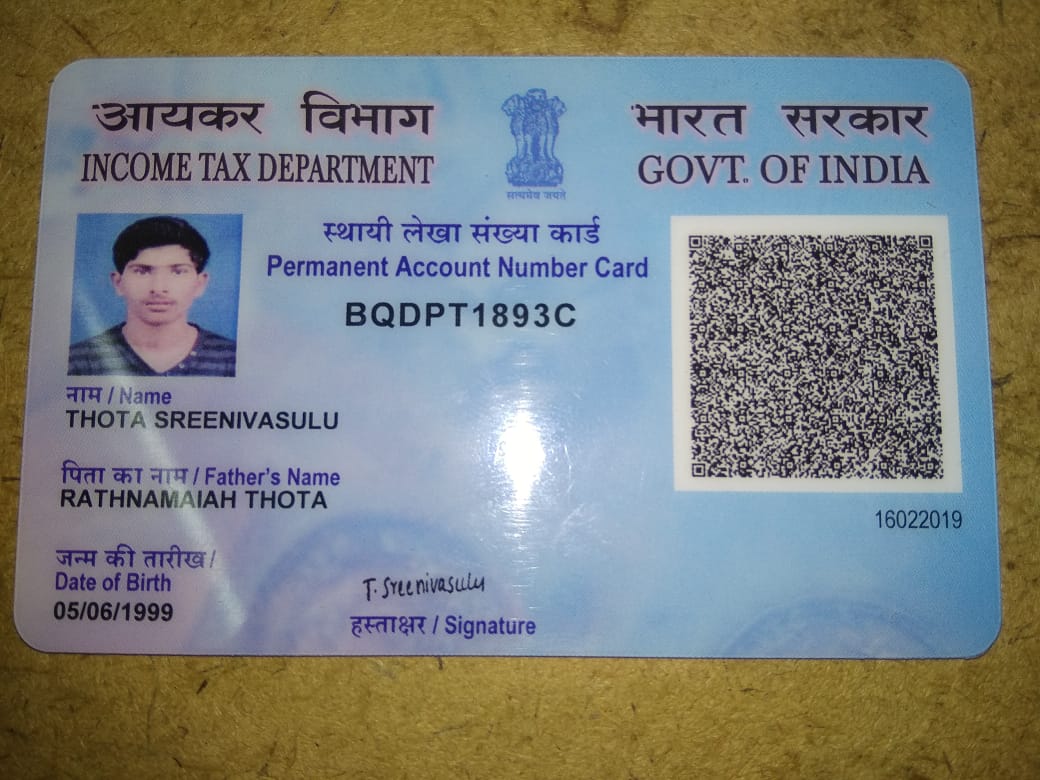 आयकर विभाग
INCOME TAX DEPARTMENT
सत्यमेव जयते
भारत सरकार
GOVT. OF INDIA
स्थायी लेखा संख्या कार्ड
Permanent Account Number Card
BQDPT1893C
नाम / Name
THOTA SREENIVASULU
पिता का नाम / Father's Name
RATHNAMAIAH THOTA
16022019
जन्म की तारीख /
Date of Birth
05/06/1999
T. Sreenivasulu
हस्ताक्षर / Signature